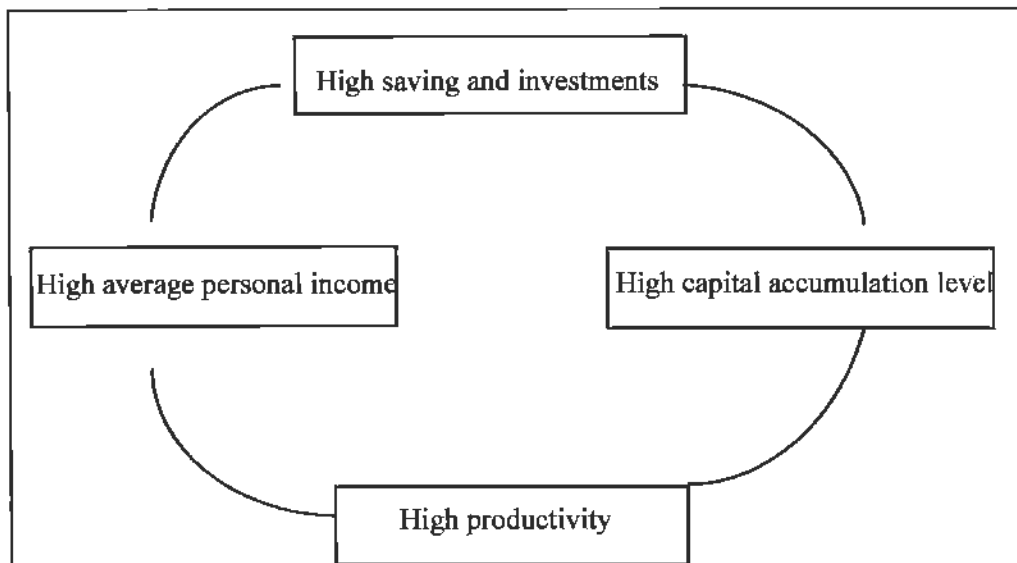 High saving and investments
High average personal income
High capital accumulation level
High productivity